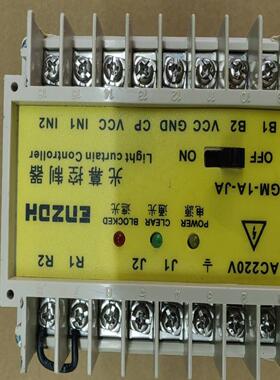 IN2 IN1 VCC CP GND VCC B2 B1
OFF
ON
Light curtain Controller
光幕控制器
GM-1A-JA
ENZDH
遮光 通光 电源
BLOCKED CLEAR POWER
R2 R1 J2 J1 AC220V